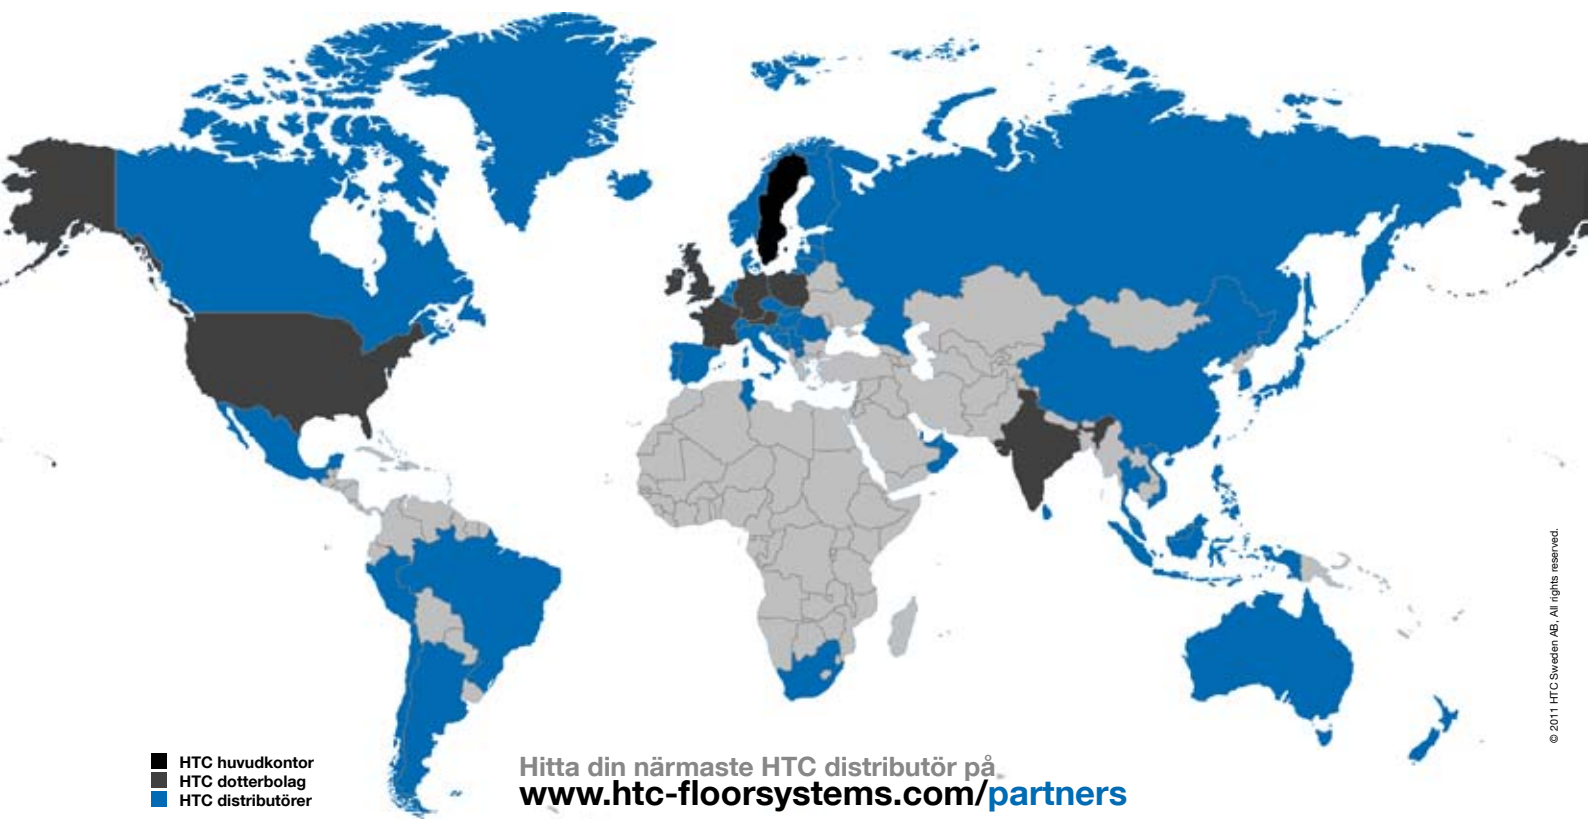 HTC huvudkontor
HTC dotterbolag
HTC distributörer
Hitta din närmaste HTC distributör på
www.htc-floorsystems.com/partners
© 2011 HTC Sweden AB, All rights reserved.